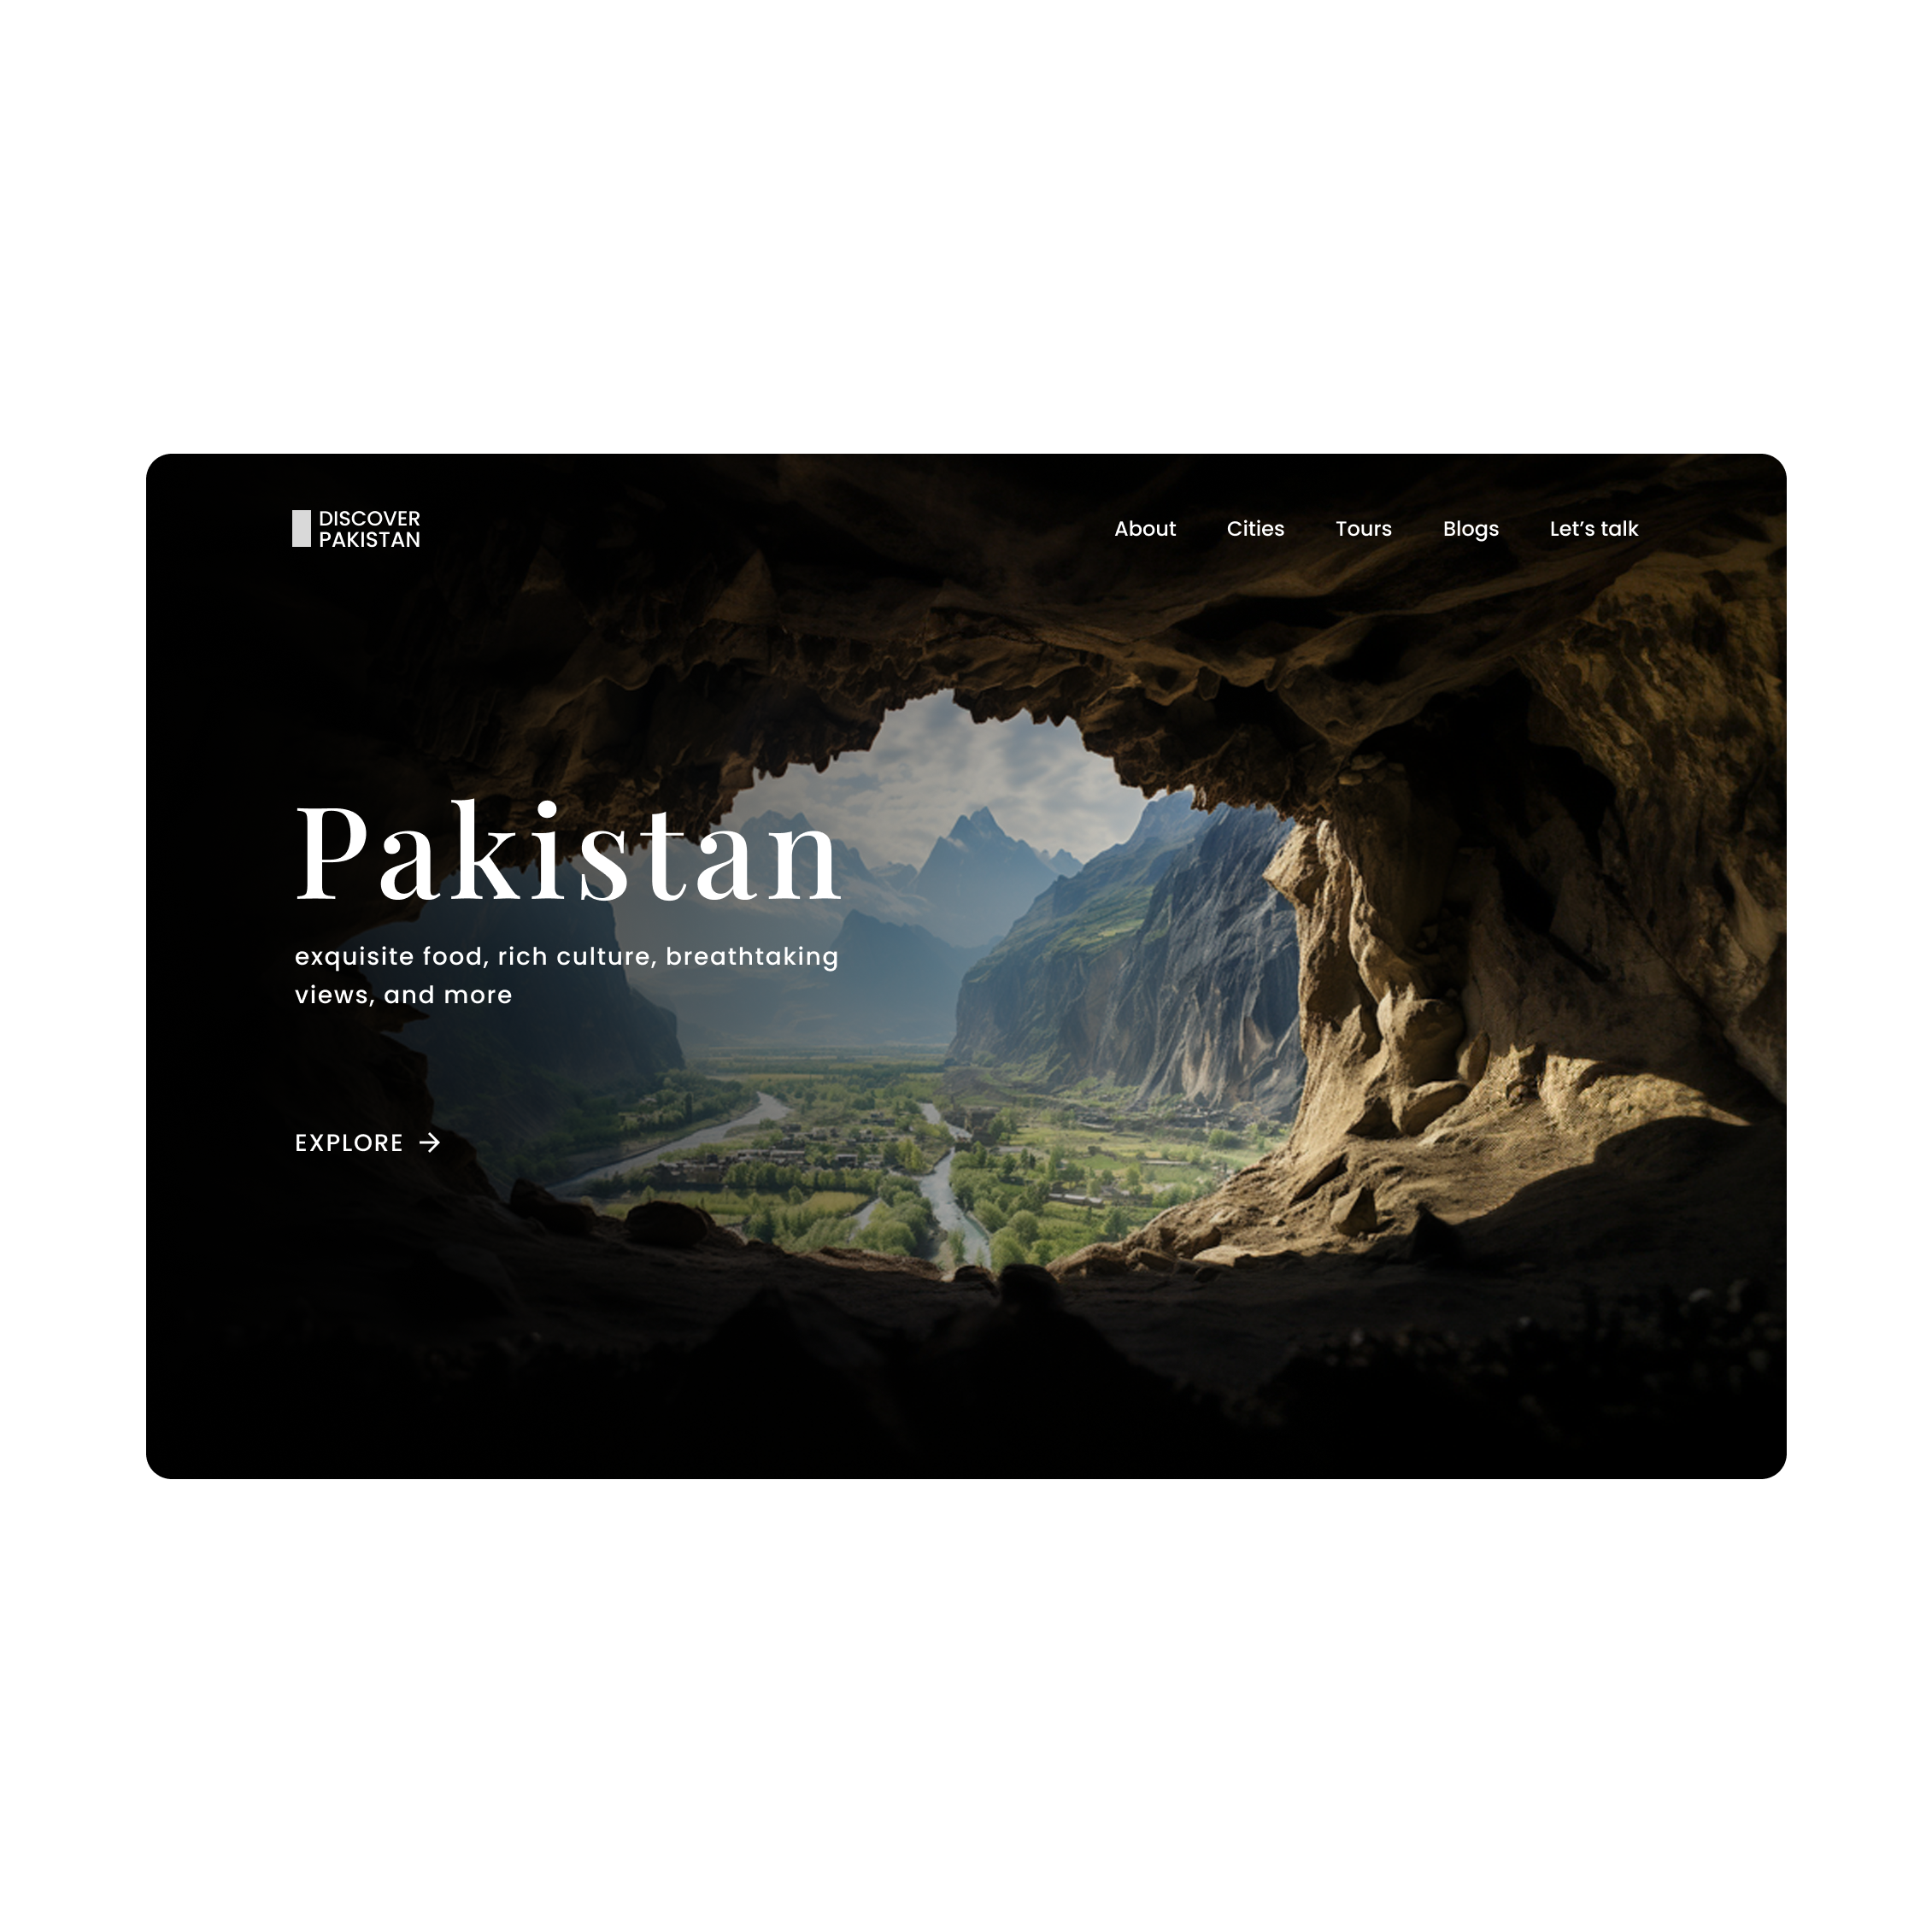 DISCOVER
PAKISTAN
About Cities Tours Blogs Let’s talk
Pakistan
exquisite food, rich culture, breathtaking
views, and more
EXPLORE →